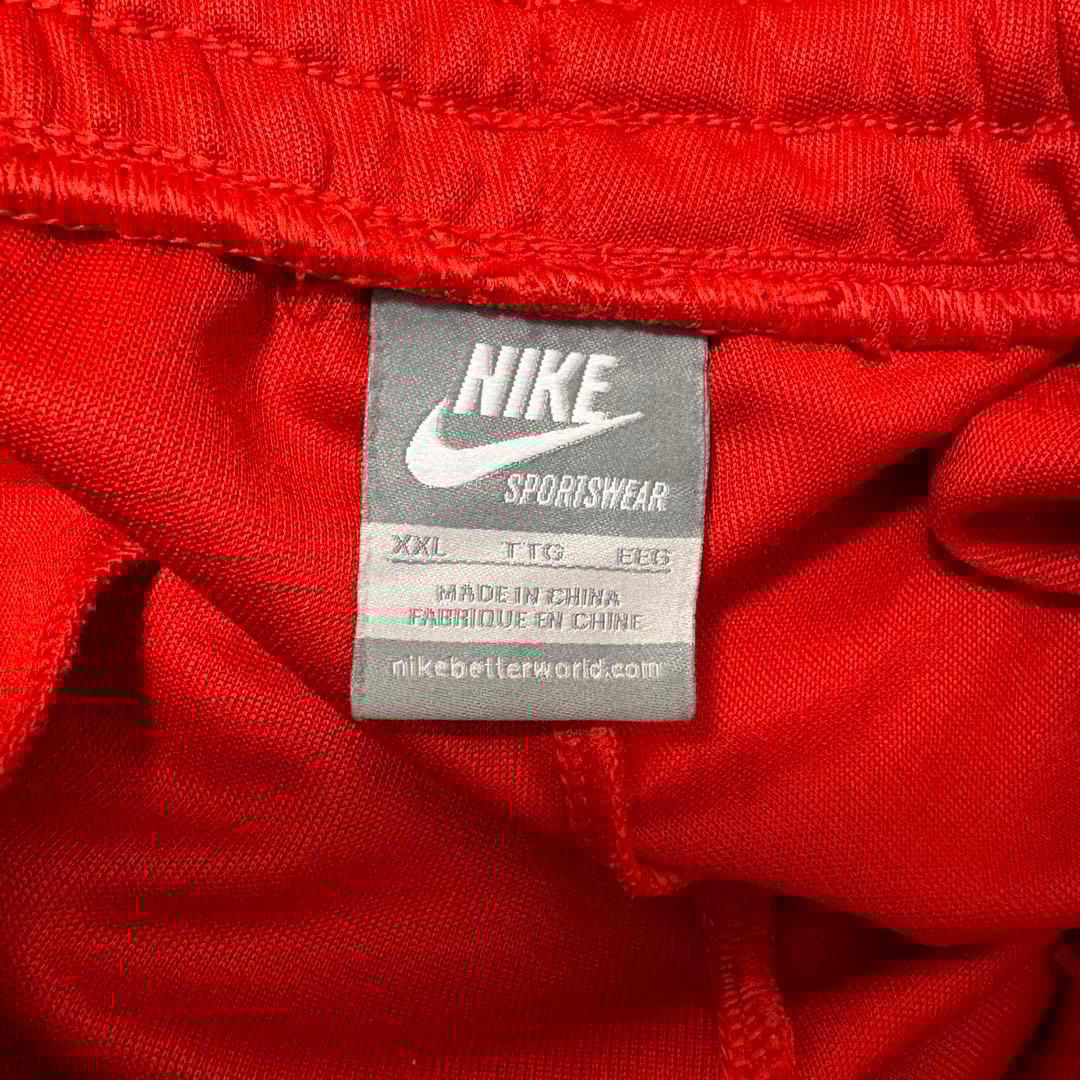 NIKE
SPORTSWEAR
XXL TTG EEG
MADE IN CHINA
FABRIQUE EN CHINE
nikebetterworld.com